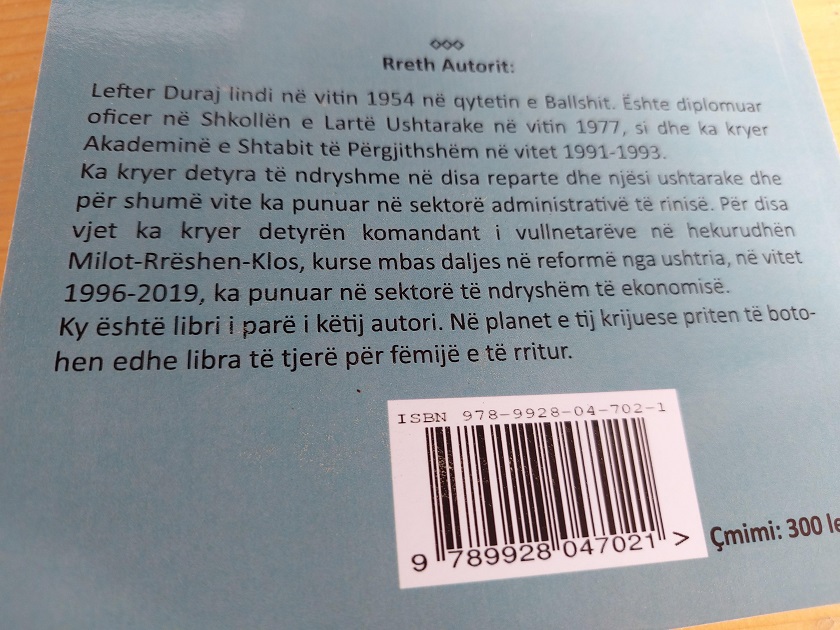 Rreth Autorit:
Lefter Duraj lindi në vitin 1954 në qytetin e Ballshit. Është diplomuar
oficer në Shkollën e Lartë Ushtarake në vitin 1977, si dhe ka kryer
Akademinë e Shtabit të Përgjithshëm në vitet 1991-1993.
Ka kryer detyra të ndryshme në disa reparte dhe njësi ushtarake dhe
për shumë vite ka punuar në sektorë administrativë të rinisë. Për disa
vjet ka kryer detyrën komandant i vullnetarëve në hekurudhën
Milot-Rrëshen-Klos, kurse mbas daljes në reformë nga ushtria, në vitet
1996-2019, ka punuar në sektorë të ndryshëm të ekonomisë.
Ky është libri i parë i këtij autori. Në planet e tij krijuese priten të boto-
hen edhe libra të tjerë për fëmijë e të rritur.
ISBN 978-9928-04-702-1
9 789928 047021 >
Çmimi: 300 le